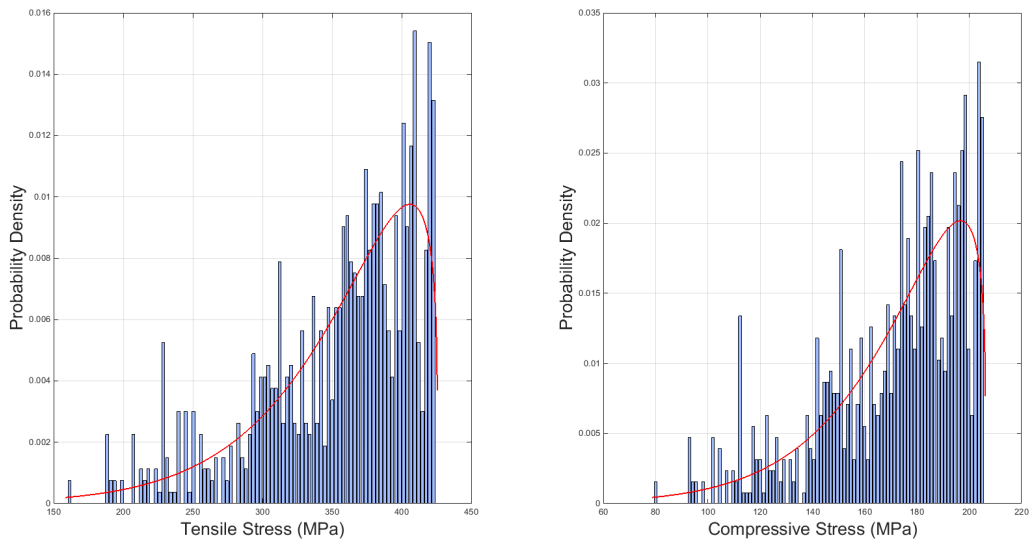 0.016
0.014
0.012
0.01
0.008
0.006
0.004
0.002
0
Probability Density
150 200 250 300 350 400 450
Tensile Stress (MPa)
0.035
0.03
0.025
0.02
0.015
0.01
0.005
0
Probability Density
60 80 100 120 140 160 180 200 220
Compressive Stress (MPa)